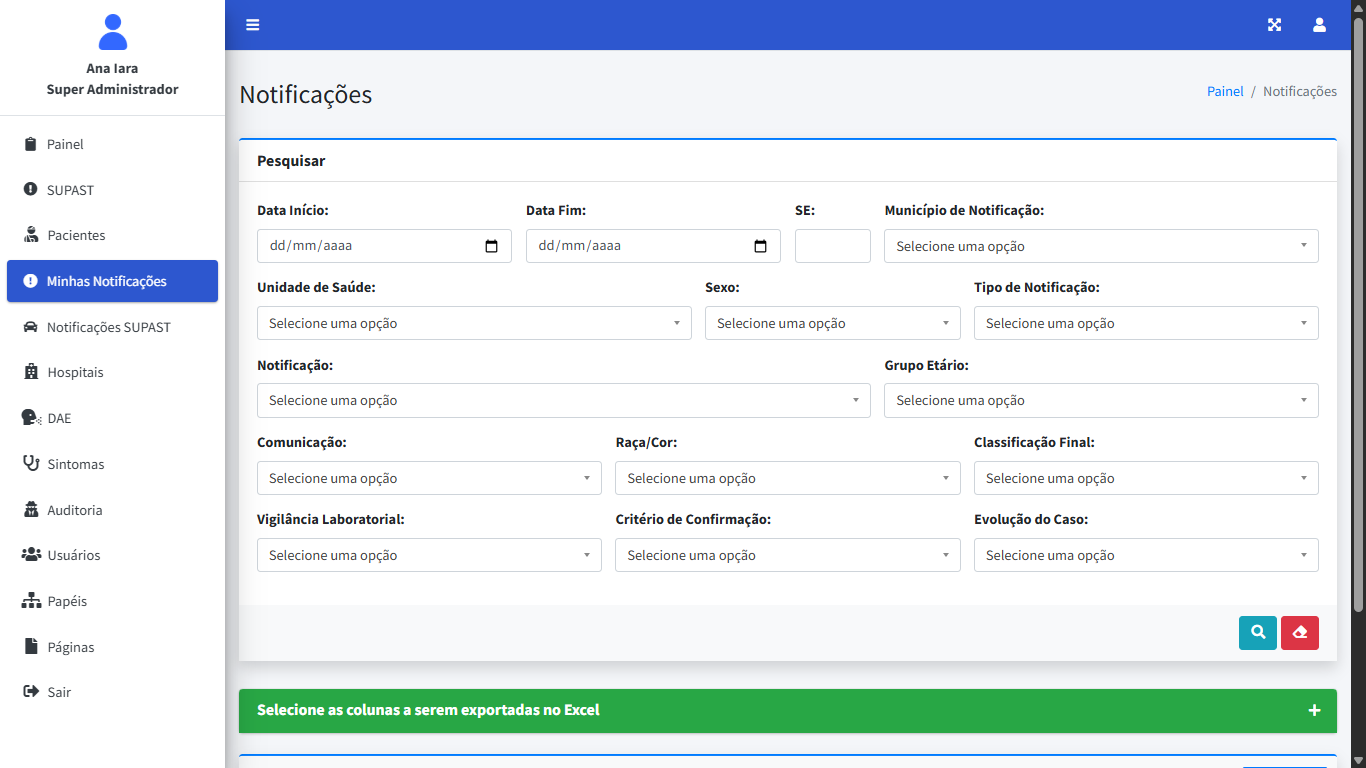 Ana Iara
Super Administrador
Painel
SUPAST
Pacientes
Minhas Notificações
Notificações SUPAST
Hospitais
DAE
Sintomas
Auditoria
Usuários
Papéis
Páginas
Sair
Notificações
Painel / Notificações
Pesquisar
Data Início: Data Fim: SE: Município de Notificação:
dd/mm/aaaa dd/mm/aaaa Selecione uma opção
Unidade de Saúde: Sexo: Tipo de Notificação:
Selecione uma opção Selecione uma opção Selecione uma opção
Notificação: Grupo Etário:
Selecione uma opção Selecione uma opção
Comunicação: Raça/Cor: Classificação Final:
Selecione uma opção Selecione uma opção Selecione uma opção
Vigilância Laboratorial: Critério de Confirmação: Evolução do Caso:
Selecione uma opção Selecione uma opção Selecione uma opção
Selecione as colunas a serem exportadas no Excel